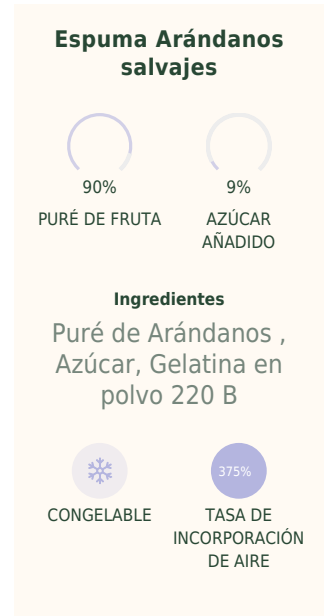 Espuma Arándanos
salvajes
90%
9%
PURÉ DE FRUTA
AZÚCAR
AÑADIDO
Ingredientes
Puré de Arándanos ,
Azúcar, Gelatina en
polvo 220 B
375%
CONGELABLE
TASA DE
INCORPORACIÓN
DE AIRE